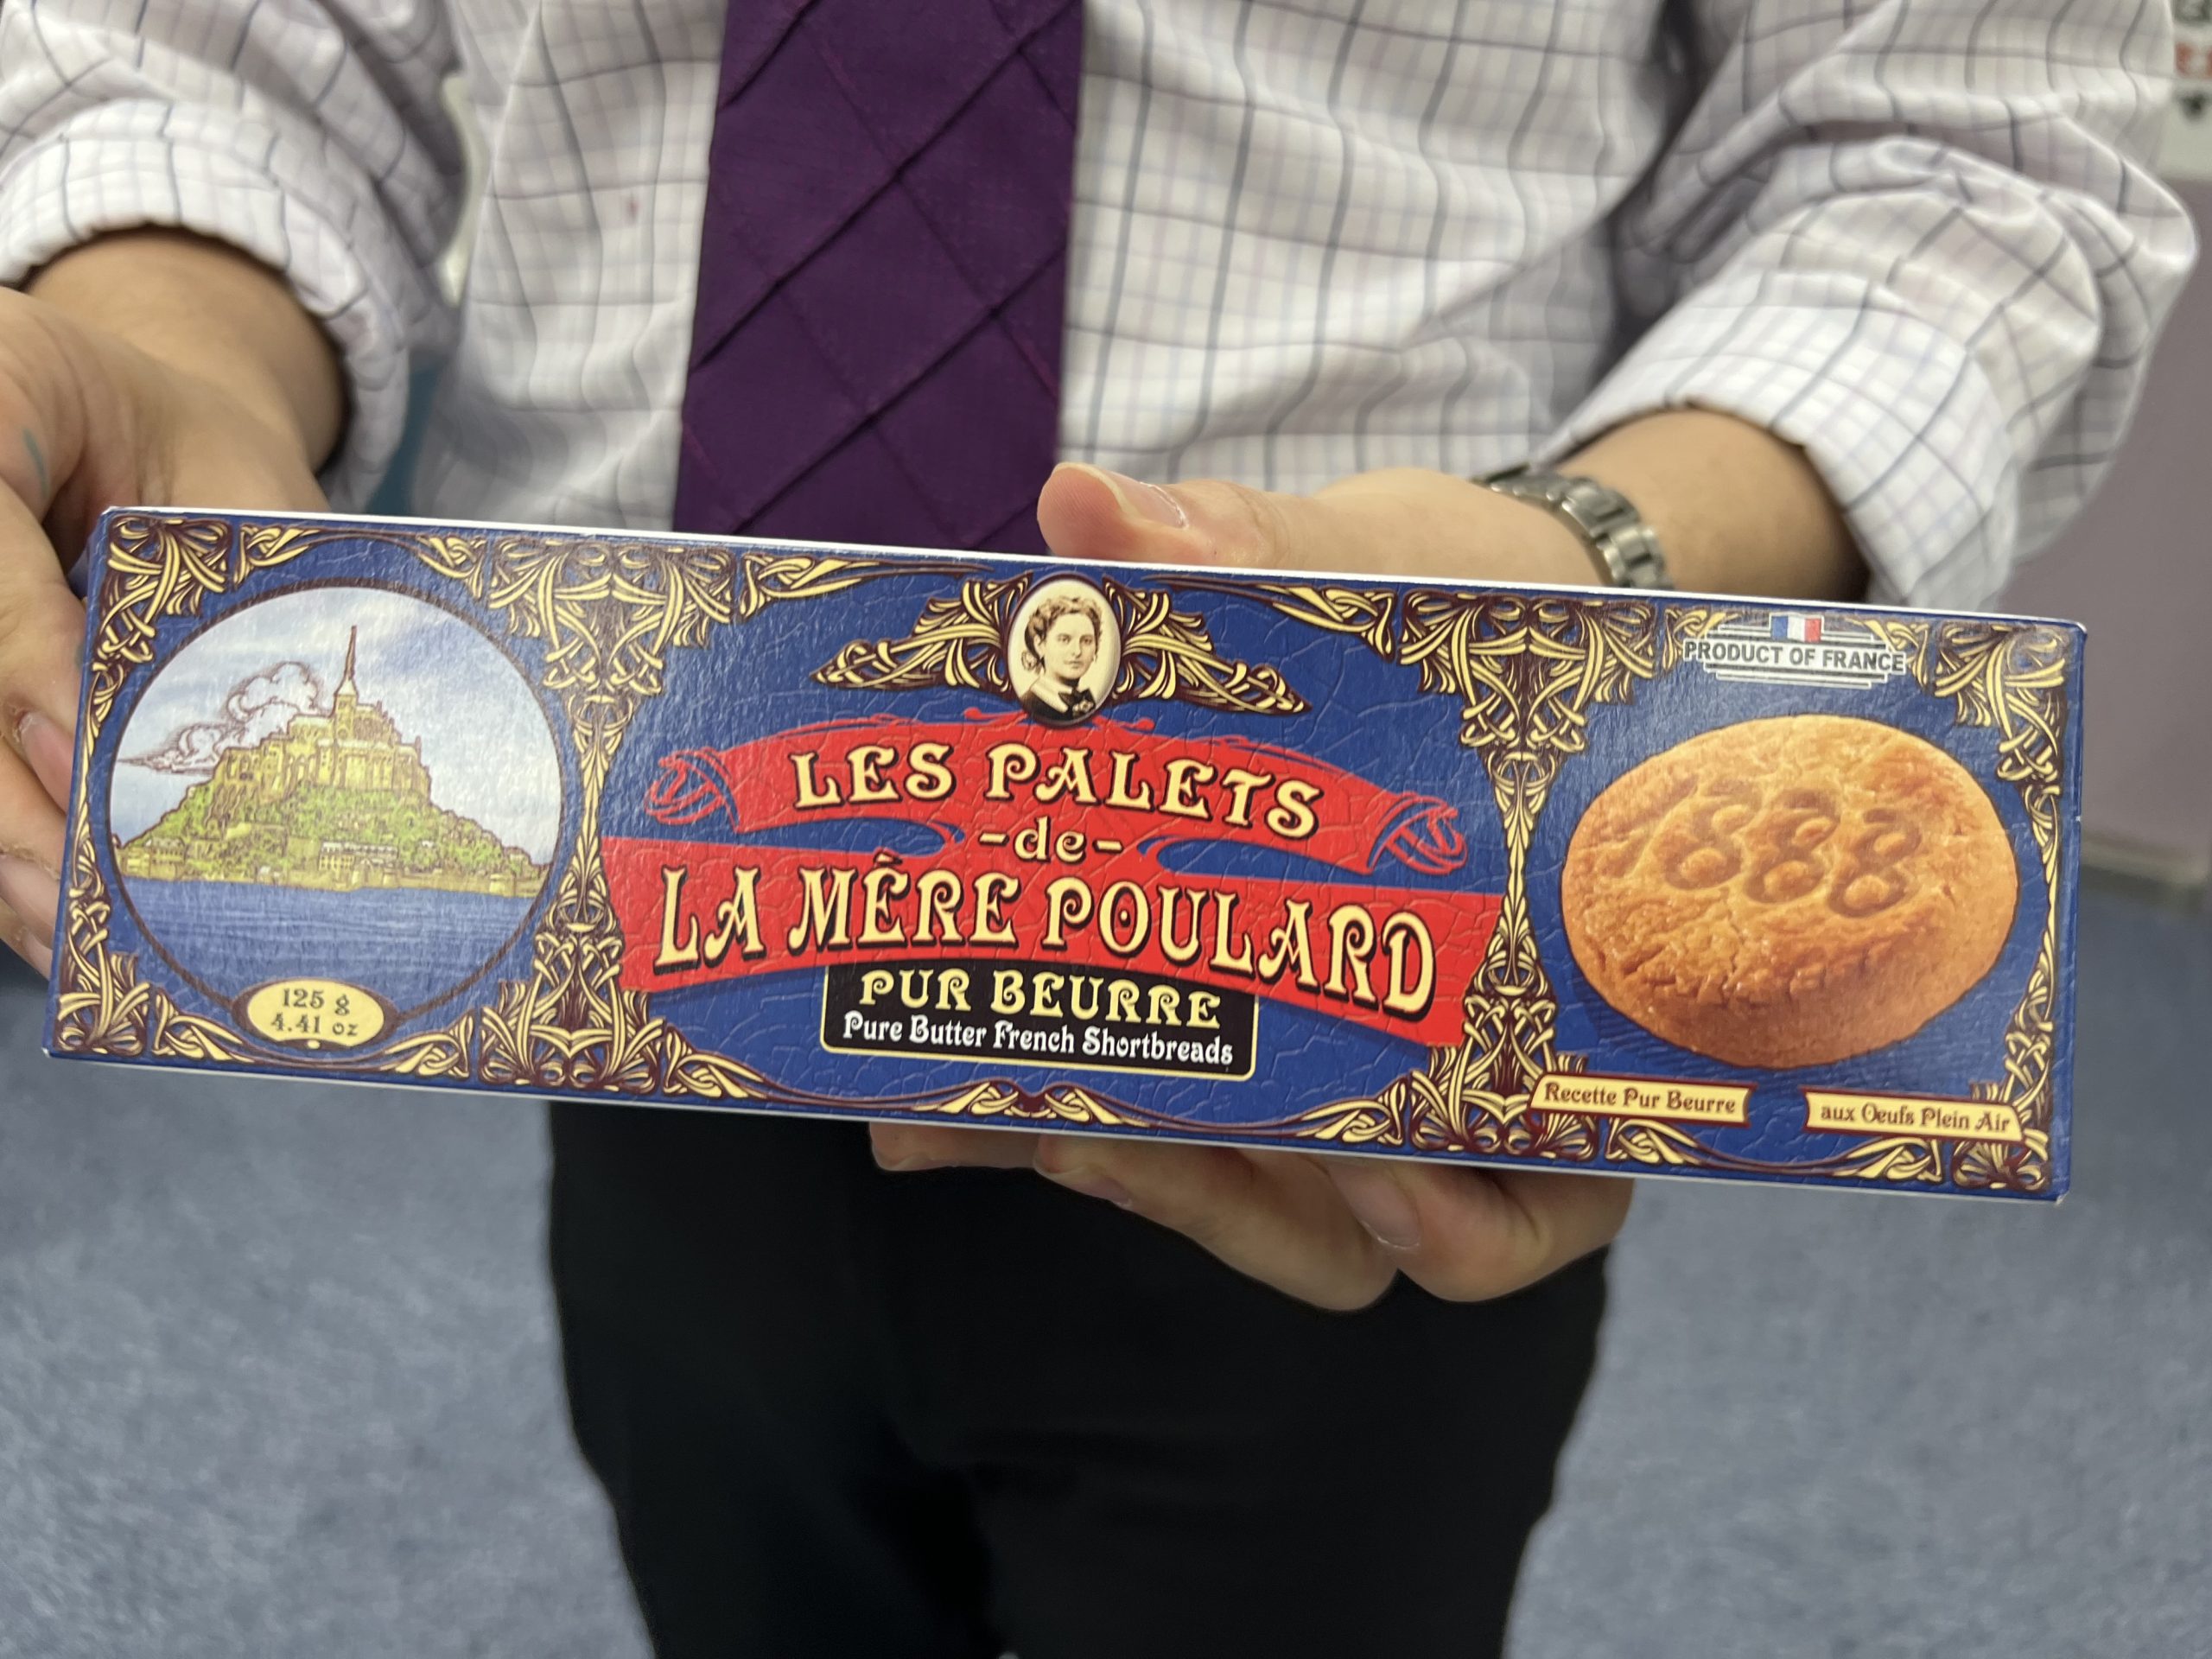 LES PALETS
-de-
LA MÈRE POULARD
PUR BEURRE
Pure Butter French Shortbreads
125 g
4.41 oz
PRODUCT OF FRANCE
1888
Recette Pur Beurre
aux Oeufs Plein Air